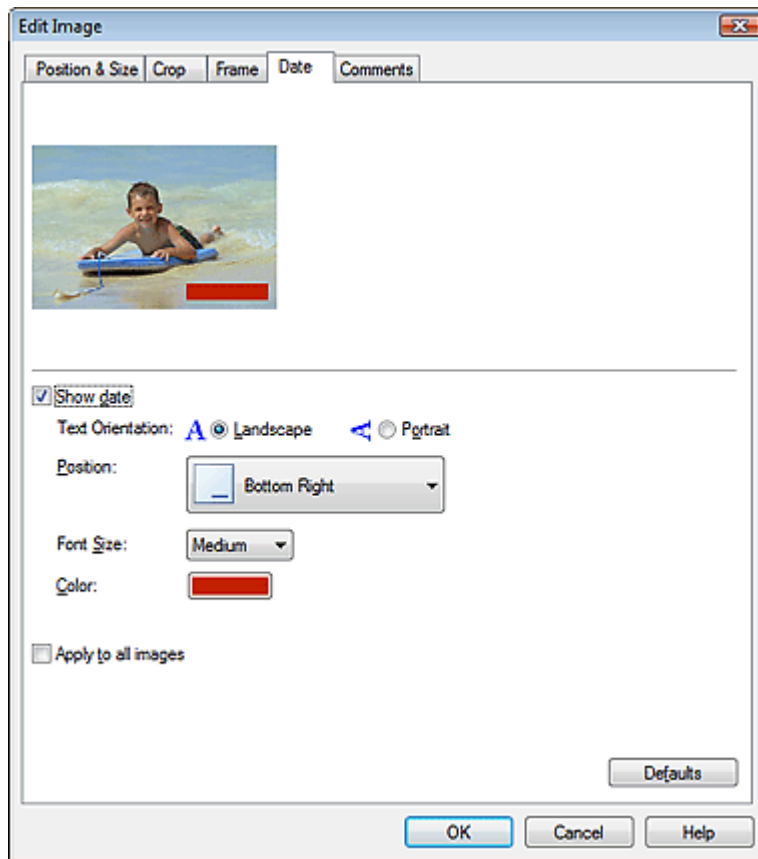 Edit Image
Position & Size Crop Frame Date Comments
Show date
Text Orientation: A Landscape A Portrait
Position: Bottom Right
Font Size: Medium
Color:
Apply to all images
Defaults
OK Cancel Help